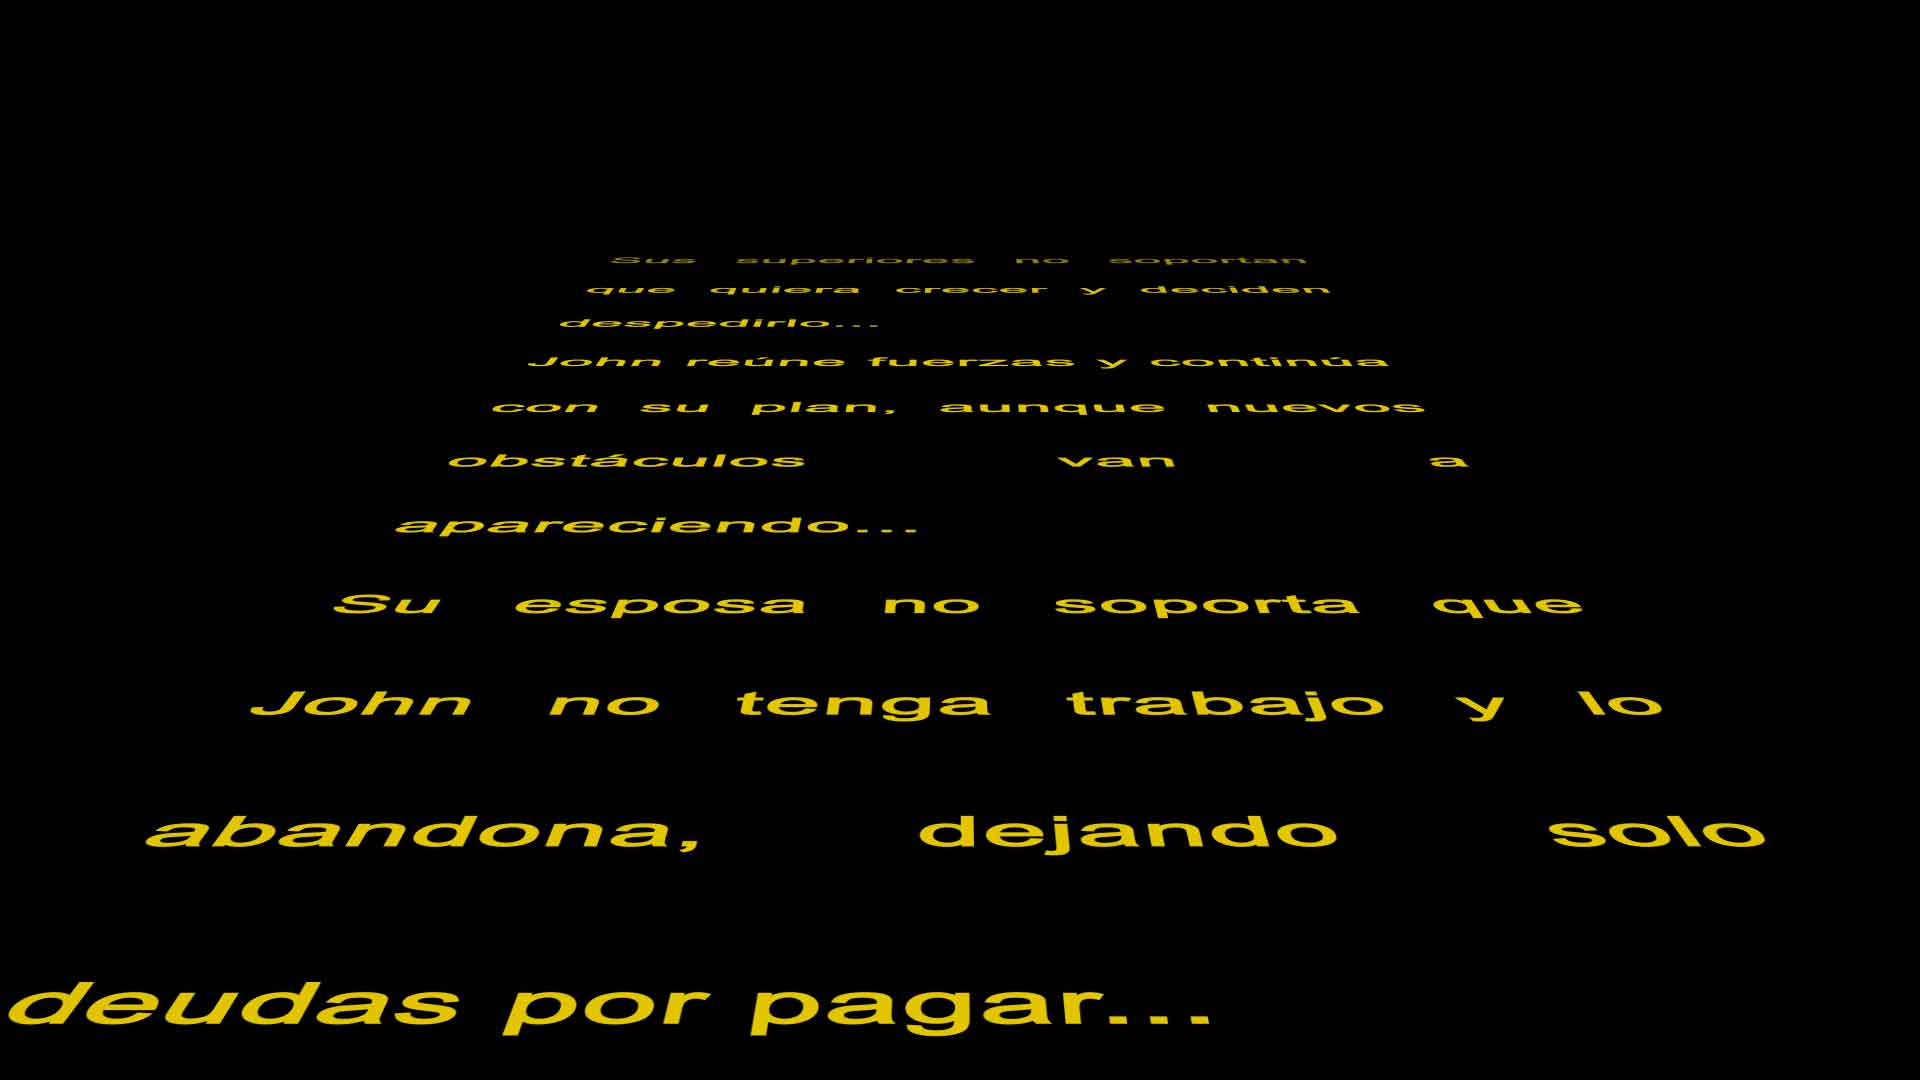 Sus superiores no soportan
que quiera crecer y deciden
despedirlo...
John reúne fuerzas y continúa
con su plan, aunque nuevos
obstáculos van a
apareciendo...
Su esposa no soporta que
John no tenga trabajo y lo
abandona, dejando solo
deudas por pagar...